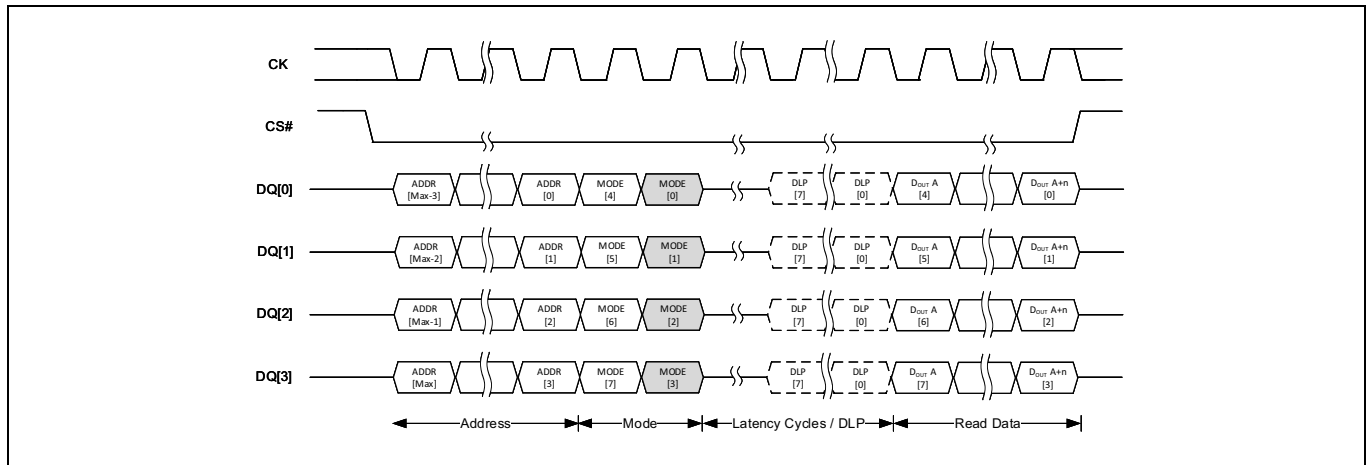 CK
CS#
DQ[0]
ADDR [Max-3]
ADDR [0]
MODE [4]
MODE [0]
DLP [7]
DLP [0]
DOUT A [4]
DOUT A+n [0]
DQ[1]
ADDR [Max-2]
ADDR [1]
MODE [5]
MODE [1]
DLP [7]
DLP [0]
DOUT A [5]
DOUT A+n [1]
DQ[2]
ADDR [Max-1]
ADDR [2]
MODE [6]
MODE [2]
DLP [7]
DLP [0]
DOUT A [6]
DOUT A+n [2]
DQ[3]
ADDR [Max]
ADDR [3]
MODE [7]
MODE [3]
DLP [7]
DLP [0]
DOUT A [7]
DOUT A+n [3]
Address
Mode
Latency Cycles / DLP
Read Data